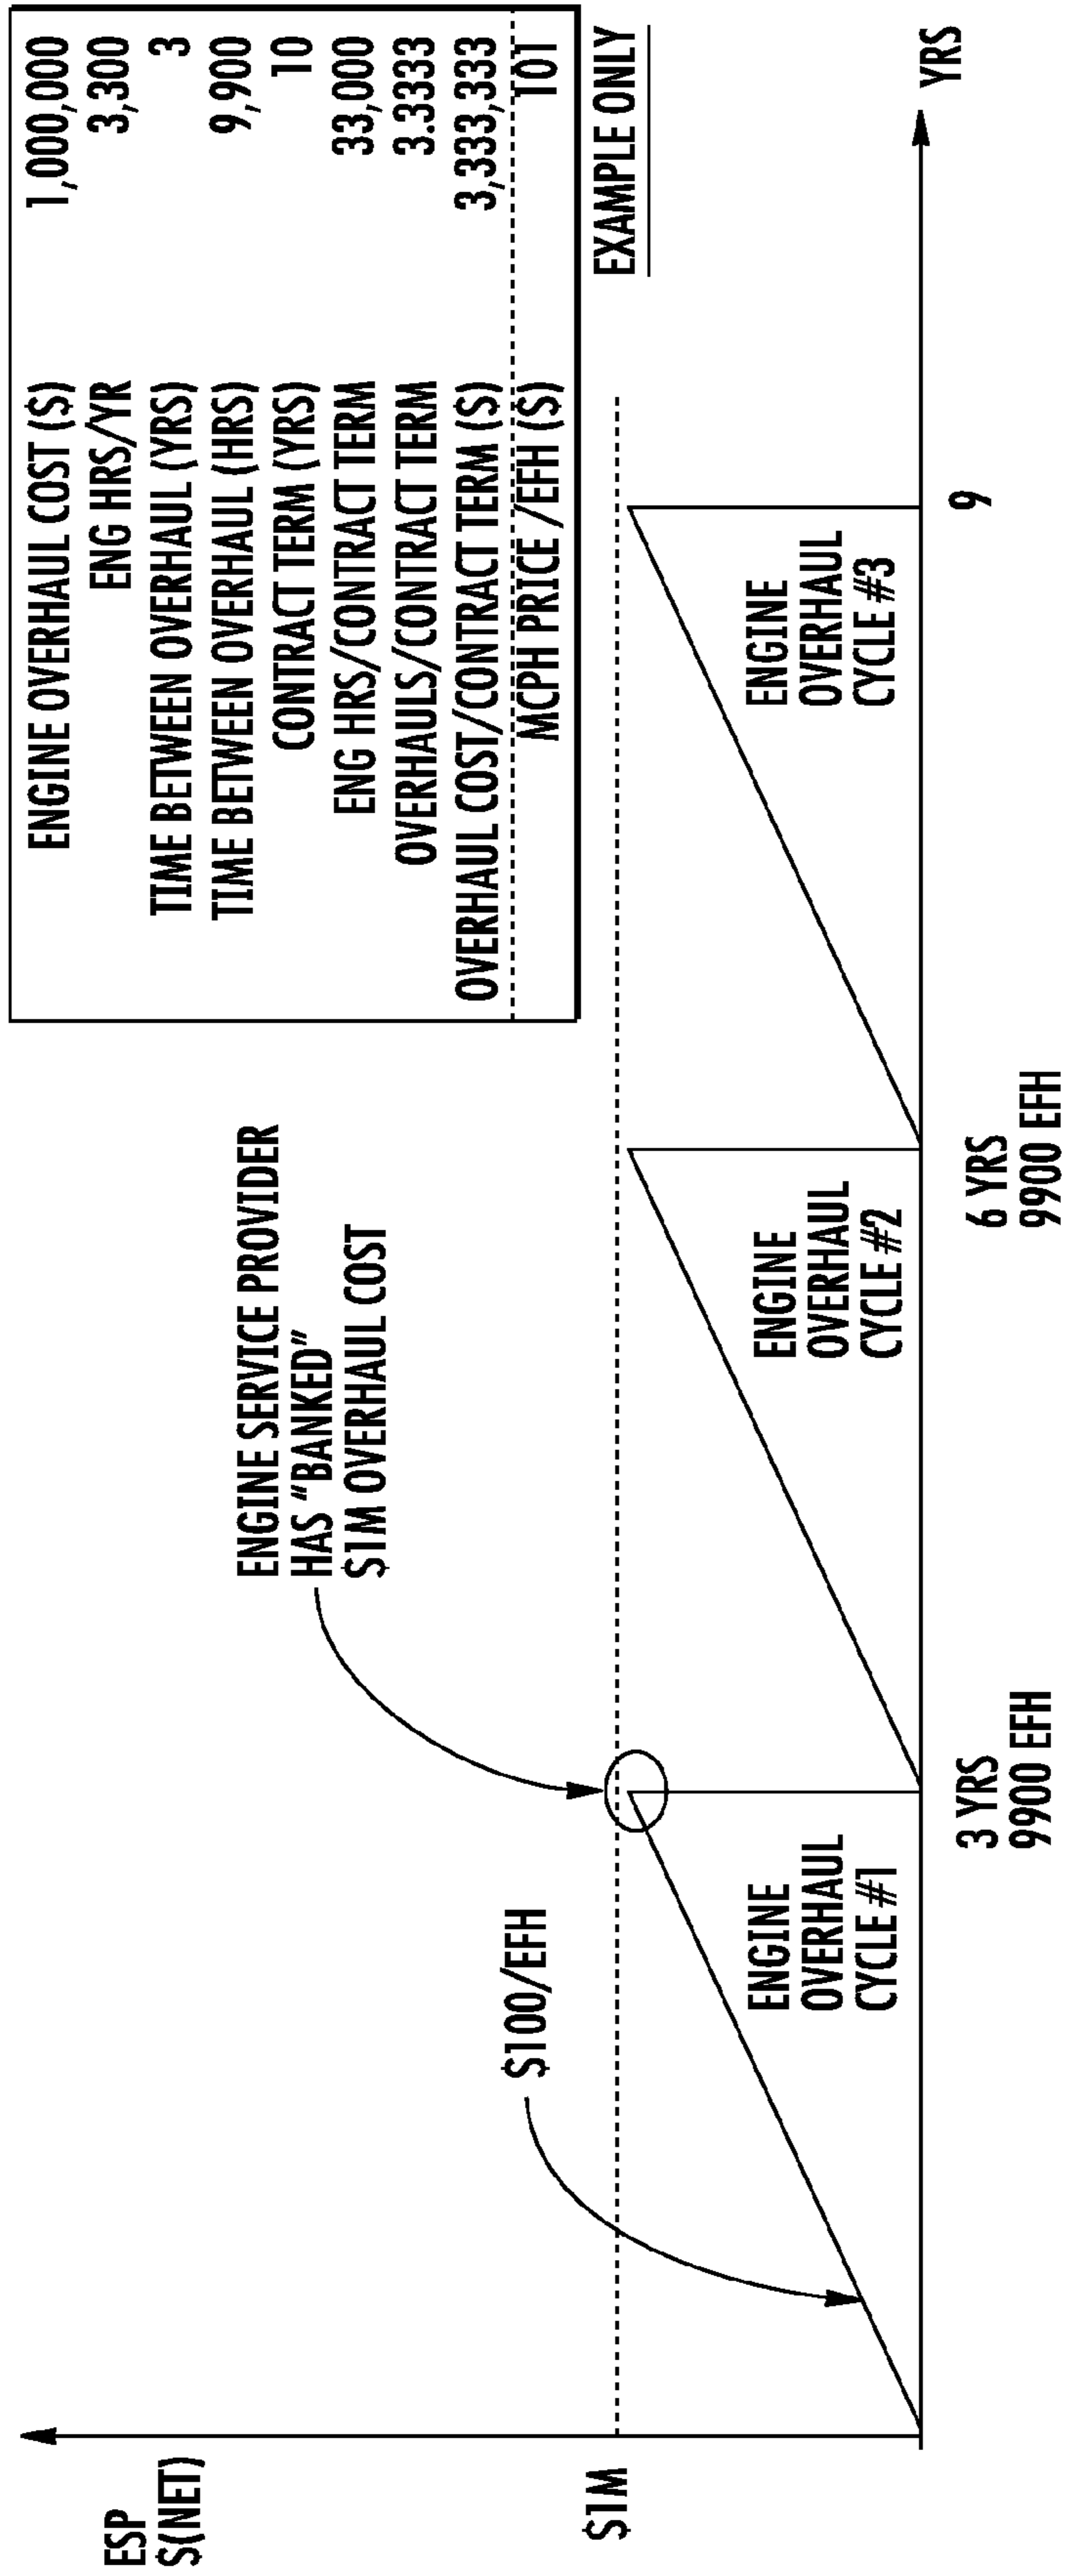 ESP
$(NET)
$1M
$100/EFH
ENGINE SERVICE PROVIDER
HAS "BANKED"
$1M OVERHAUL COST
ENGINE OVERHAUL COST ($) 1,000,000
ENG HRS/YR 3,300
TIME BETWEEN OVERHAUL (YRS) 3
TIME BETWEEN OVERHAUL (HRS) 9,900
CONTRACT TERM (YRS) 10
ENG HRS/CONTRACT TERM 33,000
OVERHAULS/CONTRACT TERM 3.3333
OVERHAUL COST/CONTRACT TERM ($) 3,333,333
MCPH PRICE /EFH ($) 101
EXAMPLE ONLY
ENGINE
OVERHAUL
CYCLE #1
ENGINE
OVERHAUL
CYCLE #2
ENGINE
OVERHAUL
CYCLE #3
3 YRS
9900 EFH
6 YRS
9900 EFH
9
YRS